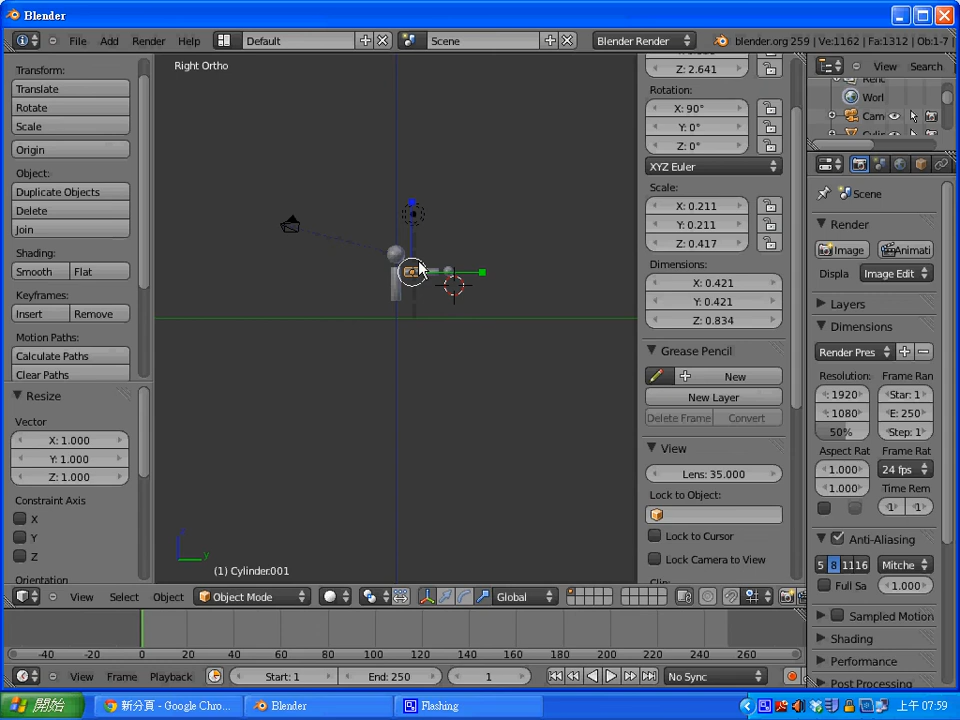 Blender
File Add Render Help Default Scene Blender Render blender.org 259 | Ve:1162 | Fa:1312 | Ob:1-7 |
Transform:
Translate
Rotate
Scale
Origin
Object:
Duplicate Objects
Delete
Join
Shading:
Smooth Flat
Keyframes:
Insert Remove
Motion Paths:
Calculate Paths
Clear Paths
Resize
Vector
X: 1.000
Y: 1.000
Z: 1.000
Constraint Axis
X
Y
Z
Orientation
Right Ortho
z
y
(1) Cylinder.001
Z: 2.641
Rotation:
X: 90°
Y: 0°
Z: 0°
XYZ Euler
Scale:
X: 0.211
Y: 0.211
Z: 0.417
Dimensions:
X: 0.421
Y: 0.421
Z: 0.834
Grease Pencil
New
New Layer
Delete Frame Convert
View
Lens: 35.000
Lock to Object:
Lock to Cursor
Lock Camera to View
Clip:
View Search
Worl
Cam
Scene
Render
Image Animati
Displa Image Edit
Layers
Dimensions
Render Pres
Resolution: Frame Ran
: 1920 Star: 1
: 1080 E: 250
50% Step: 1
Aspect Rat Frame Rat
: 1.000 24 fps
: 1.000 Time Rem
Anti-Aliasing
5 8 11 16 Mitche
Full Sa 1.000
Sampled Motion
Shading
Performance
Post Processing
View Select Object Object Mode Global
-40 -20 0 20 40 60 80 100 120 140 160 180 200 220 240 260
View Frame Playback Start: 1 End: 250 1 No Sync
開始 新分頁 - Google Chro... Blender Flashing 上午 07:59